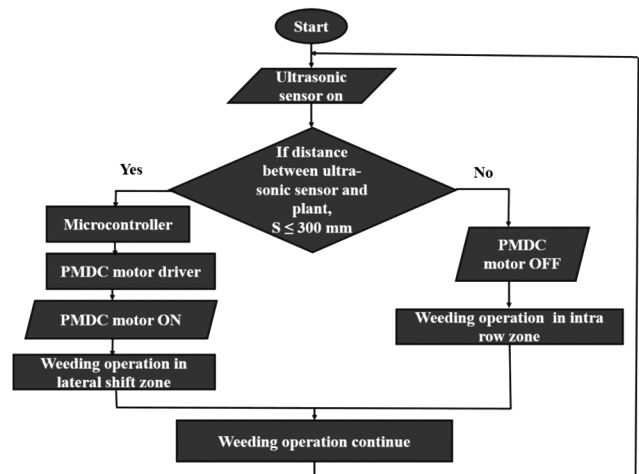 Start
Ultrasonic
sensor on
If distance
between ultra-
sonic sensor and
plant,
S ≤ 300 mm
Yes
No
Microcontroller
PMDC motor driver
PMDC motor ON
Weeding operation in
lateral shift zone
PMDC
motor OFF
Weeding operation in intra
row zone
Weeding operation continue